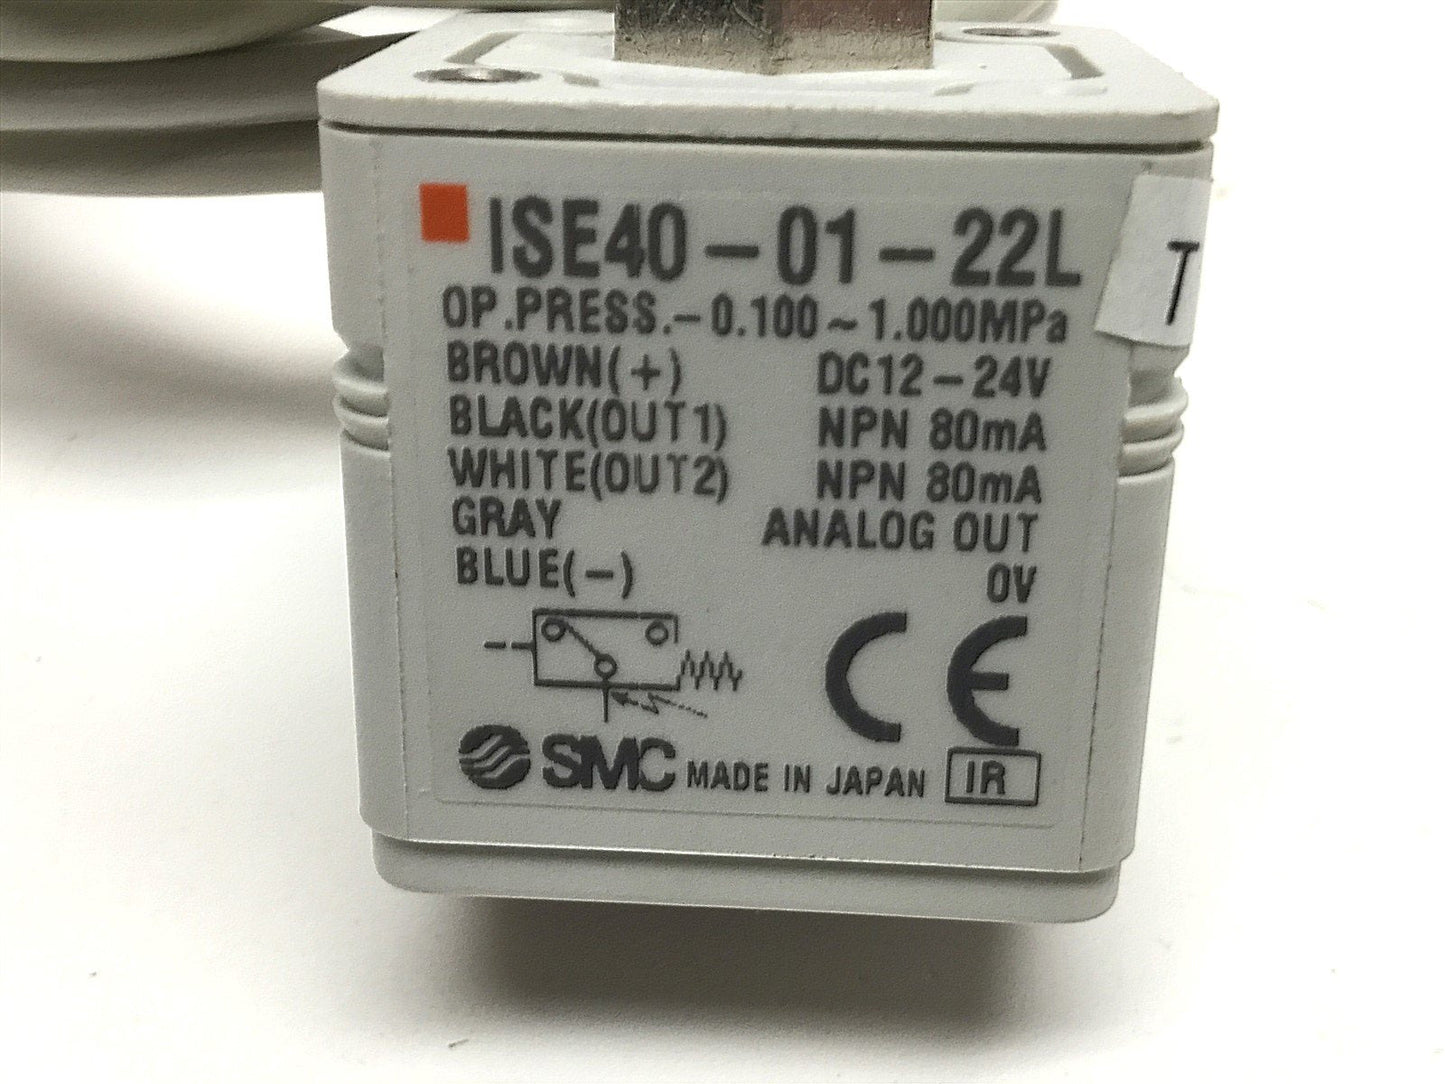 ISE40-01-22L
T
OP.PRESS.-0.100~1.000MPa
BROWN(+) DC12-24V
BLACK(OUT1) NPN 80mA
WHITE(OUT2) NPN 80mA
GRAY ANALOG OUT
BLUE(-) 0V
CE
SMC MADE IN JAPAN IR